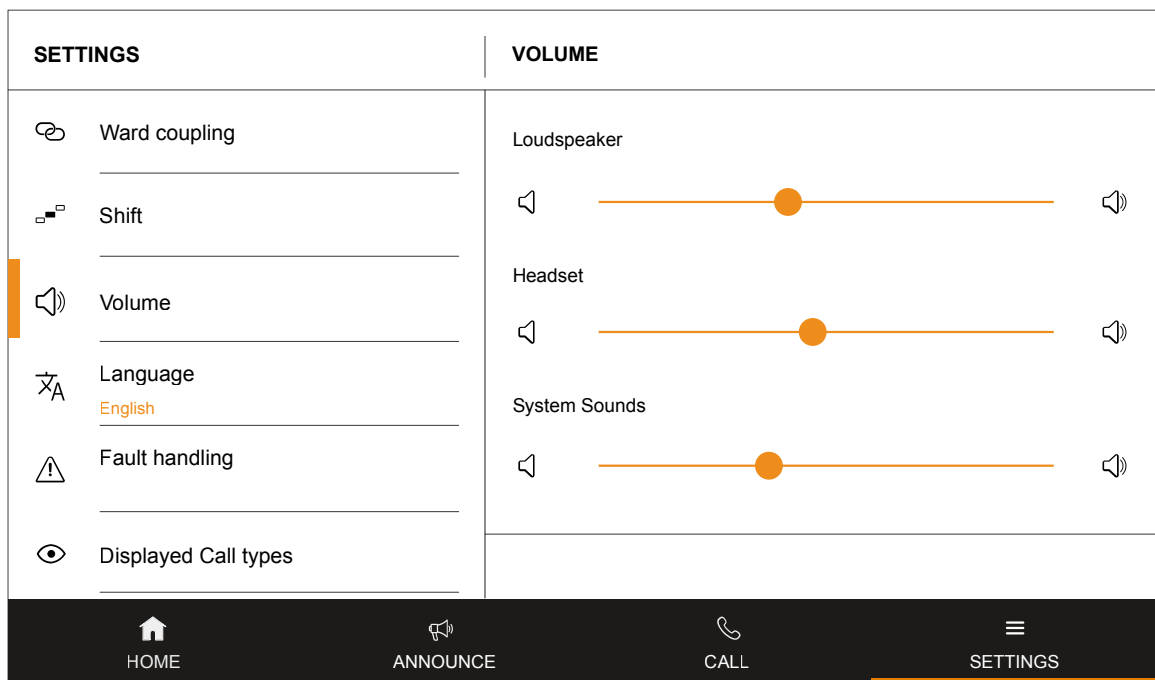 SETTINGS
Ward coupling
Shift
Volume
Language
English
Fault handling
Displayed Call types
VOLUME
Loudspeaker
Headset
System Sounds
HOME
ANNOUNCE
CALL
SETTINGS